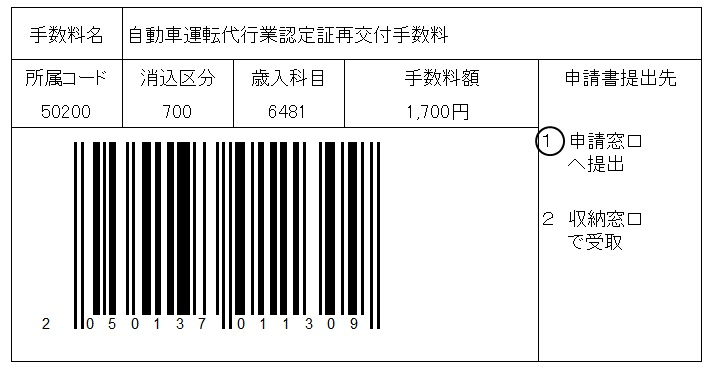 手数料名 自動車運転代行業認定証再交付手数料
所属コード 消込区分 歳入科目 手数料額 申請書提出先
50200 700 6481 1,700円
1 申請窓口
へ提出
2 収納窓口
で受取
2 050137 011309